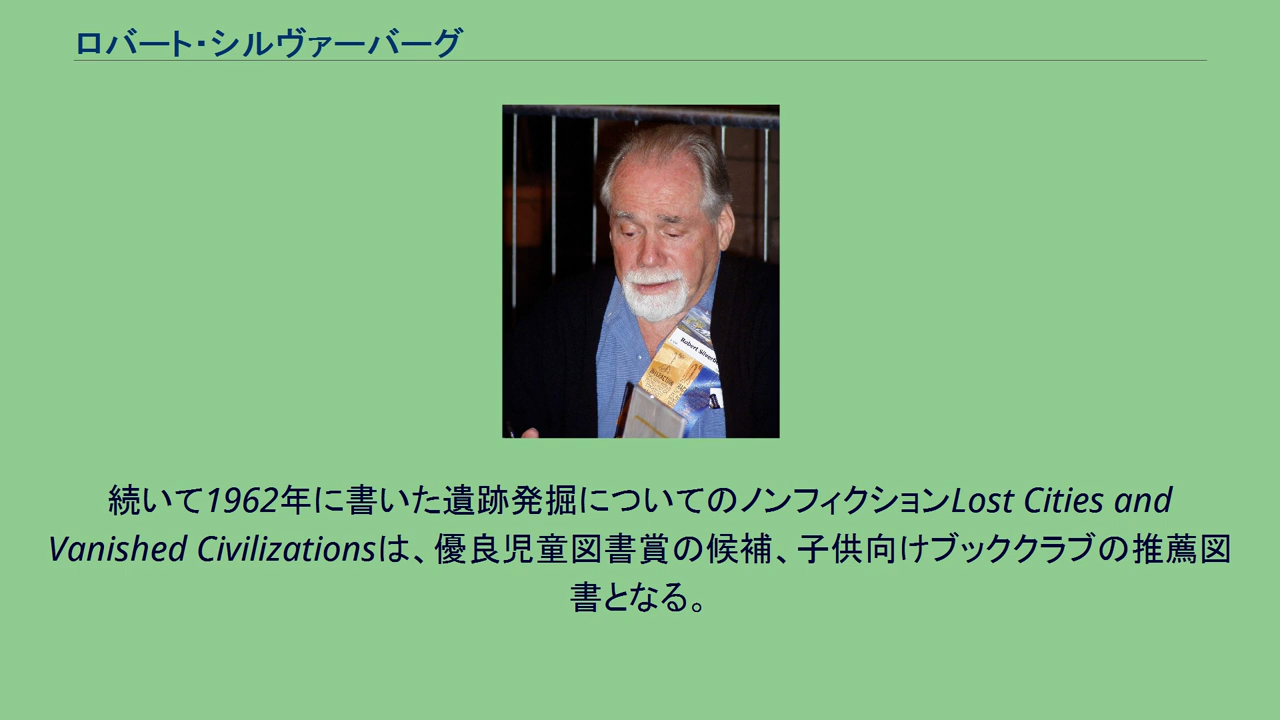 ロバート・シルヴァーバーグ
Robert Silverb
続いて1962年に書いた遺跡発掘についてのノンフィクションLost Cities and
Vanished Civilizationsは、優良児童図書賞の候補、子供向けブッククラブの推薦図
書となる。